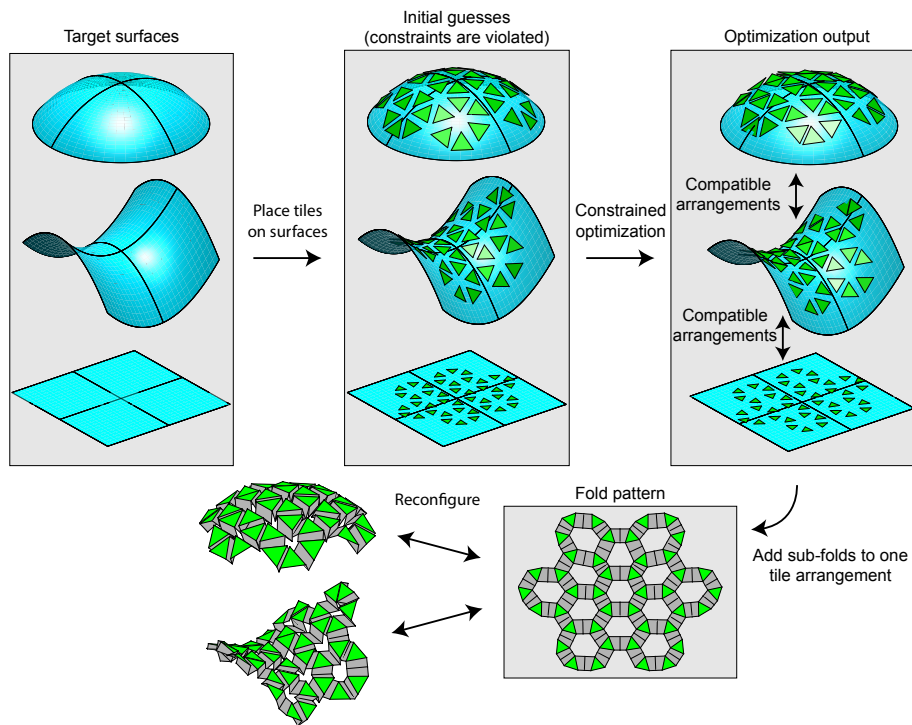 Target surfaces
Initial guesses
(constraints are violated)
Optimization output
Place tiles
on surfaces
Constrained
optimization
Compatible
arrangements
Compatible
arrangements
Reconfigure
Fold pattern
Add sub-folds to one
tile arrangement